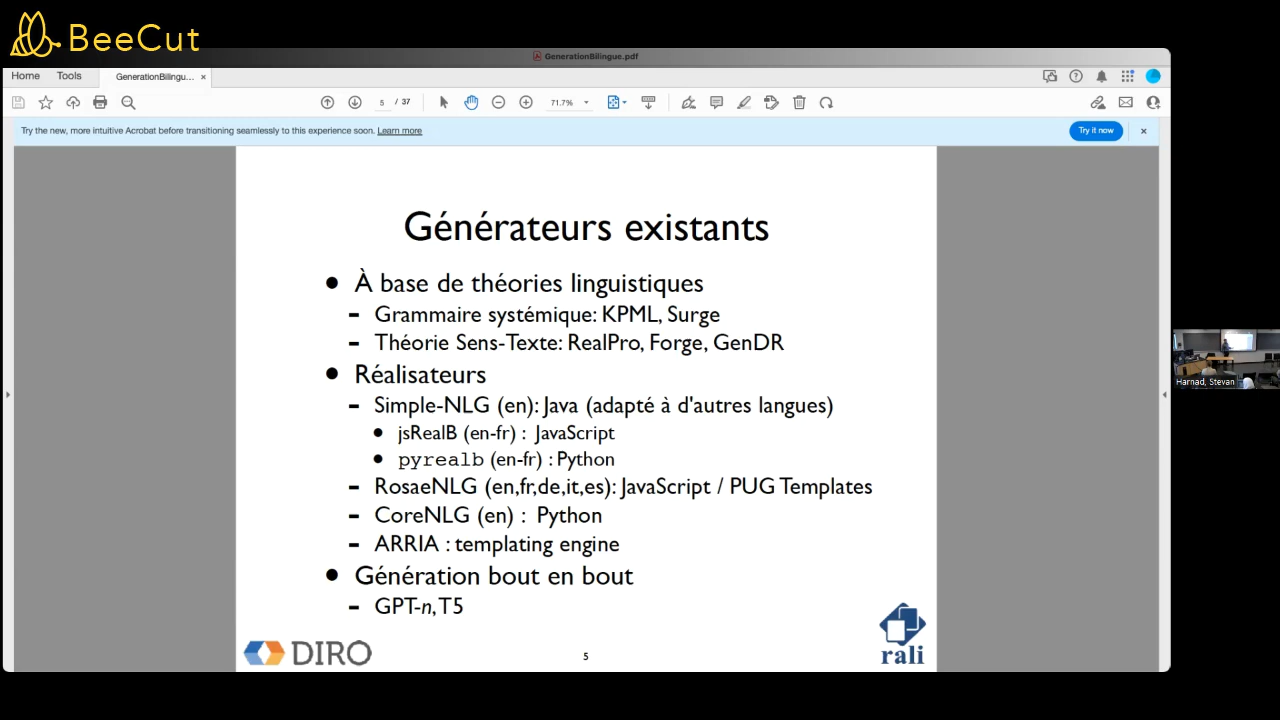 BeeCut
GenerationBilingue.pdf
Home Tools GenerationBilingu... ×
5 / 37 71.7%
Try the new, more intuitive Acrobat before transitioning seamlessly to this experience soon. Learn more Try it now ×
Générateurs existants
• À base de théories linguistiques
- Grammaire systémique: KPML, Surge
- Théorie Sens-Texte: RealPro, Forge, GenDR
• Réalisateurs
- Simple-NLG (en): Java (adapté à d'autres langues)
• jsRealB (en-fr) : JavaScript
• pyrealb (en-fr) : Python
- RosaeNLG (en,fr,de,it,es): JavaScript / PUG Templates
- CoreNLG (en) : Python
- ARRIA : templating engine
• Génération bout en bout
- GPT-n, T5
DIRO 5 rali
Harnad, Stevan